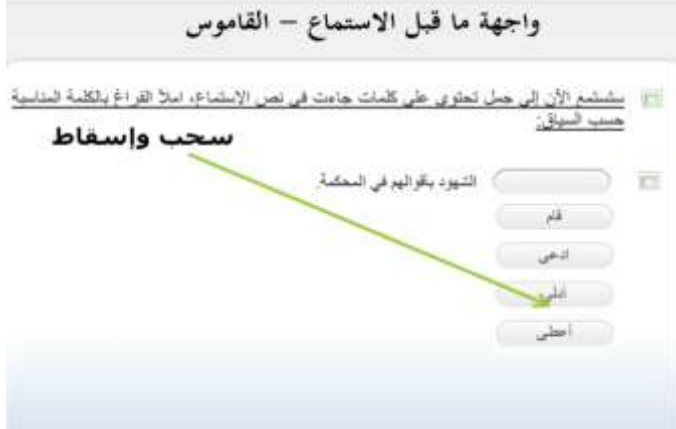 واجهة ما قبل الاستماع – القاموس
ستستمع الآن إلى جمل تحتوي على كلمات جاءت في نص الاستماع، املأ الفراغ بالكلمة المناسبة
حسب السياق:
سحب وإسقاط
الشهود بأقوالهم في المحكمة.
قام
ادعى
أدلى
أعطى